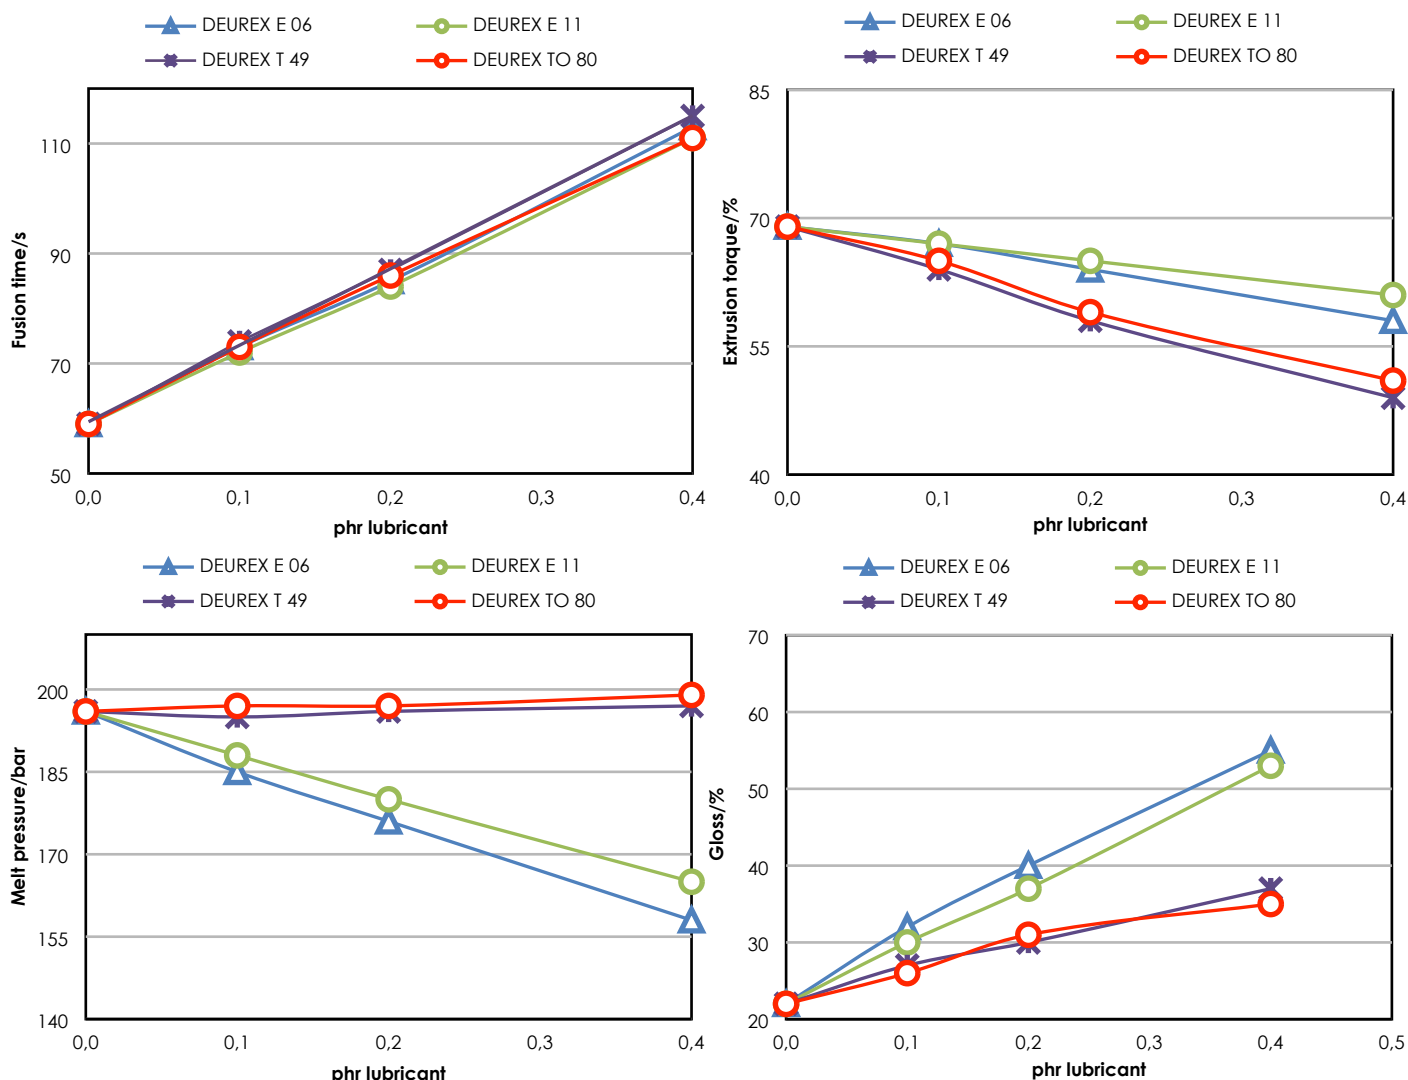 DEUREX E 06
DEUREX E 11
DEUREX T 49
DEUREX TO 80
110
90
70
50
Fusion time/s
0,0
0,1
0,2
0,3
0,4
phr lubricant
DEUREX E 06
DEUREX E 11
DEUREX T 49
DEUREX TO 80
85
70
55
40
Extrusion torque/%
0,0
0,1
0,2
0,3
0,4
phr lubricant
DEUREX E 06
DEUREX E 11
DEUREX T 49
DEUREX TO 80
200
185
170
155
140
Melt pressure/bar
0,0
0,1
0,2
0,3
0,4
phr lubricant
DEUREX E 06
DEUREX E 11
DEUREX T 49
DEUREX TO 80
70
60
50
40
30
20
Gloss/%
0,0
0,1
0,2
0,3
0,4
0,5
phr lubricant